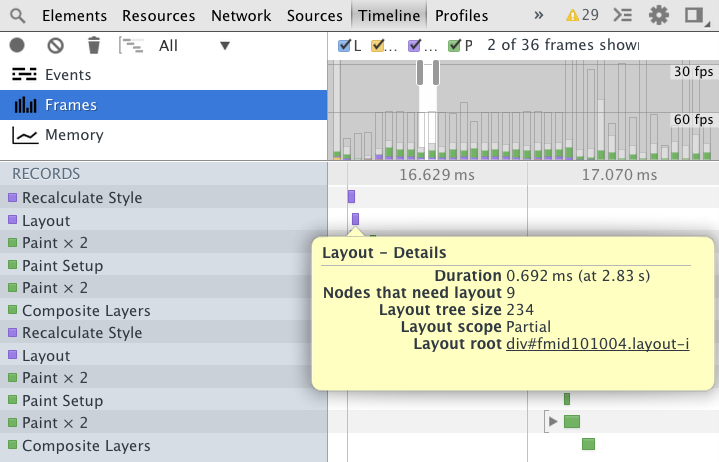 Elements Resources Network Sources Timeline Profiles » 29
All L ... ... P 2 of 36 frames shown
Events
Frames
Memory
30 fps
60 fps
RECORDS 16.629 ms 17.070 ms
Recalculate Style
Layout
Paint × 2
Paint Setup
Paint × 2
Composite Layers
Recalculate Style
Layout
Paint × 2
Paint Setup
Paint × 2
Composite Layers
Layout – Details
Duration 0.692 ms (at 2.83 s)
Nodes that need layout 9
Layout tree size 234
Layout scope Partial
Layout root div#fmid101004.layout-i